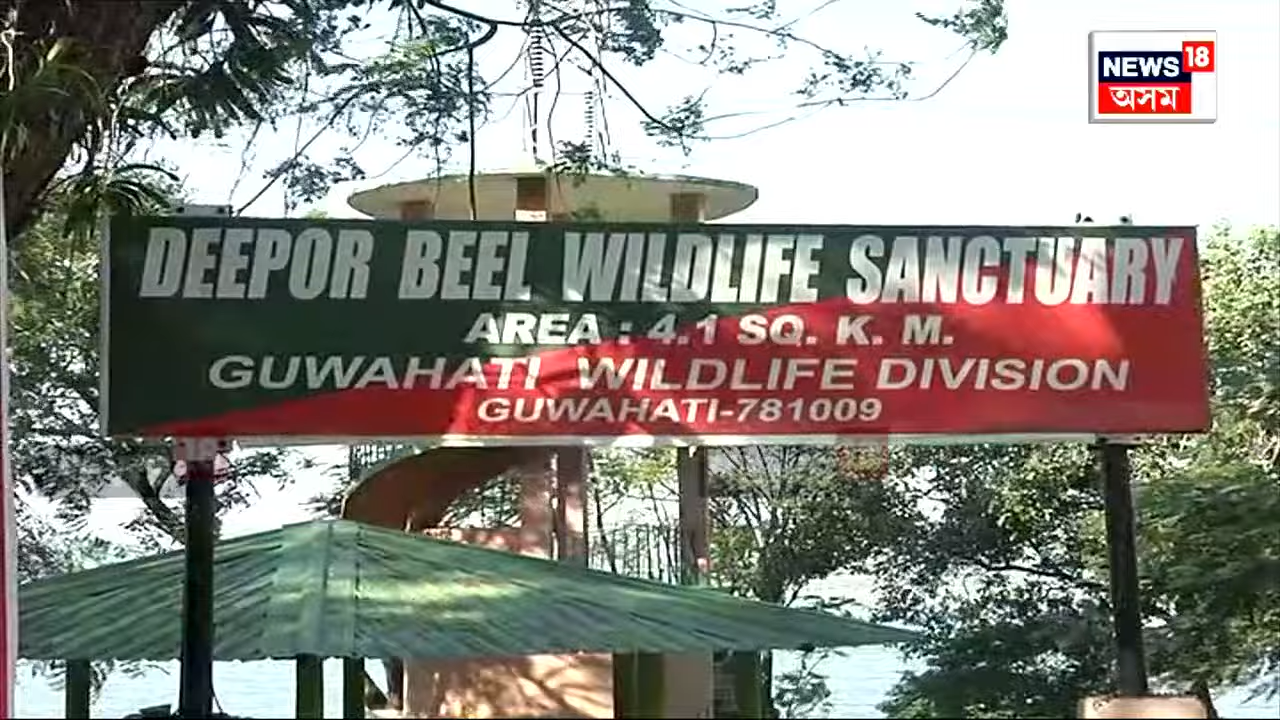 NEWS 18
অসম
DEEPOR BEEL WILDLIFE SANCTUARY
AREA : 4.1 SQ. K. M.
GUWAHATI WILDLIFE DIVISION
GUWAHATI-781009